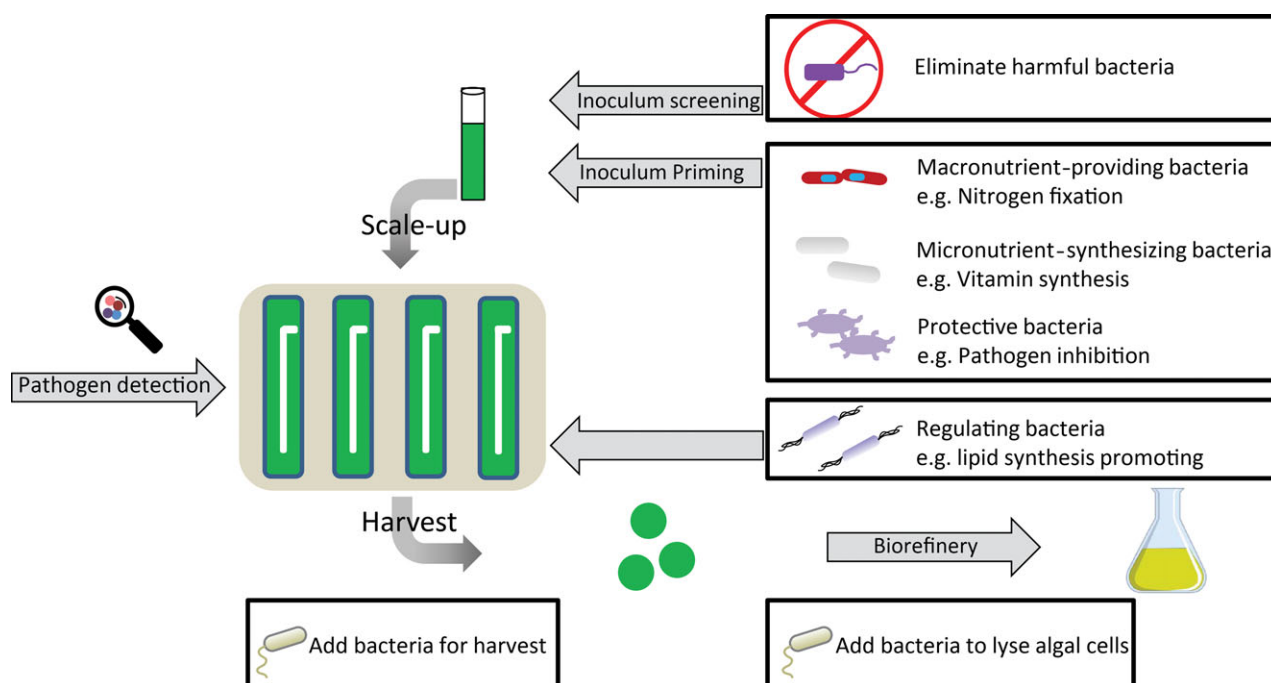 Eliminate harmful bacteria
Inoculum screening
Inoculum Priming
Macronutrient-providing bacteria
e.g. Nitrogen fixation
Micronutrient-synthesizing bacteria
e.g. Vitamin synthesis
Protective bacteria
e.g. Pathogen inhibition
Scale-up
Pathogen detection
Regulating bacteria
e.g. lipid synthesis promoting
Harvest
Biorefinery
Add bacteria for harvest
Add bacteria to lyse algal cells